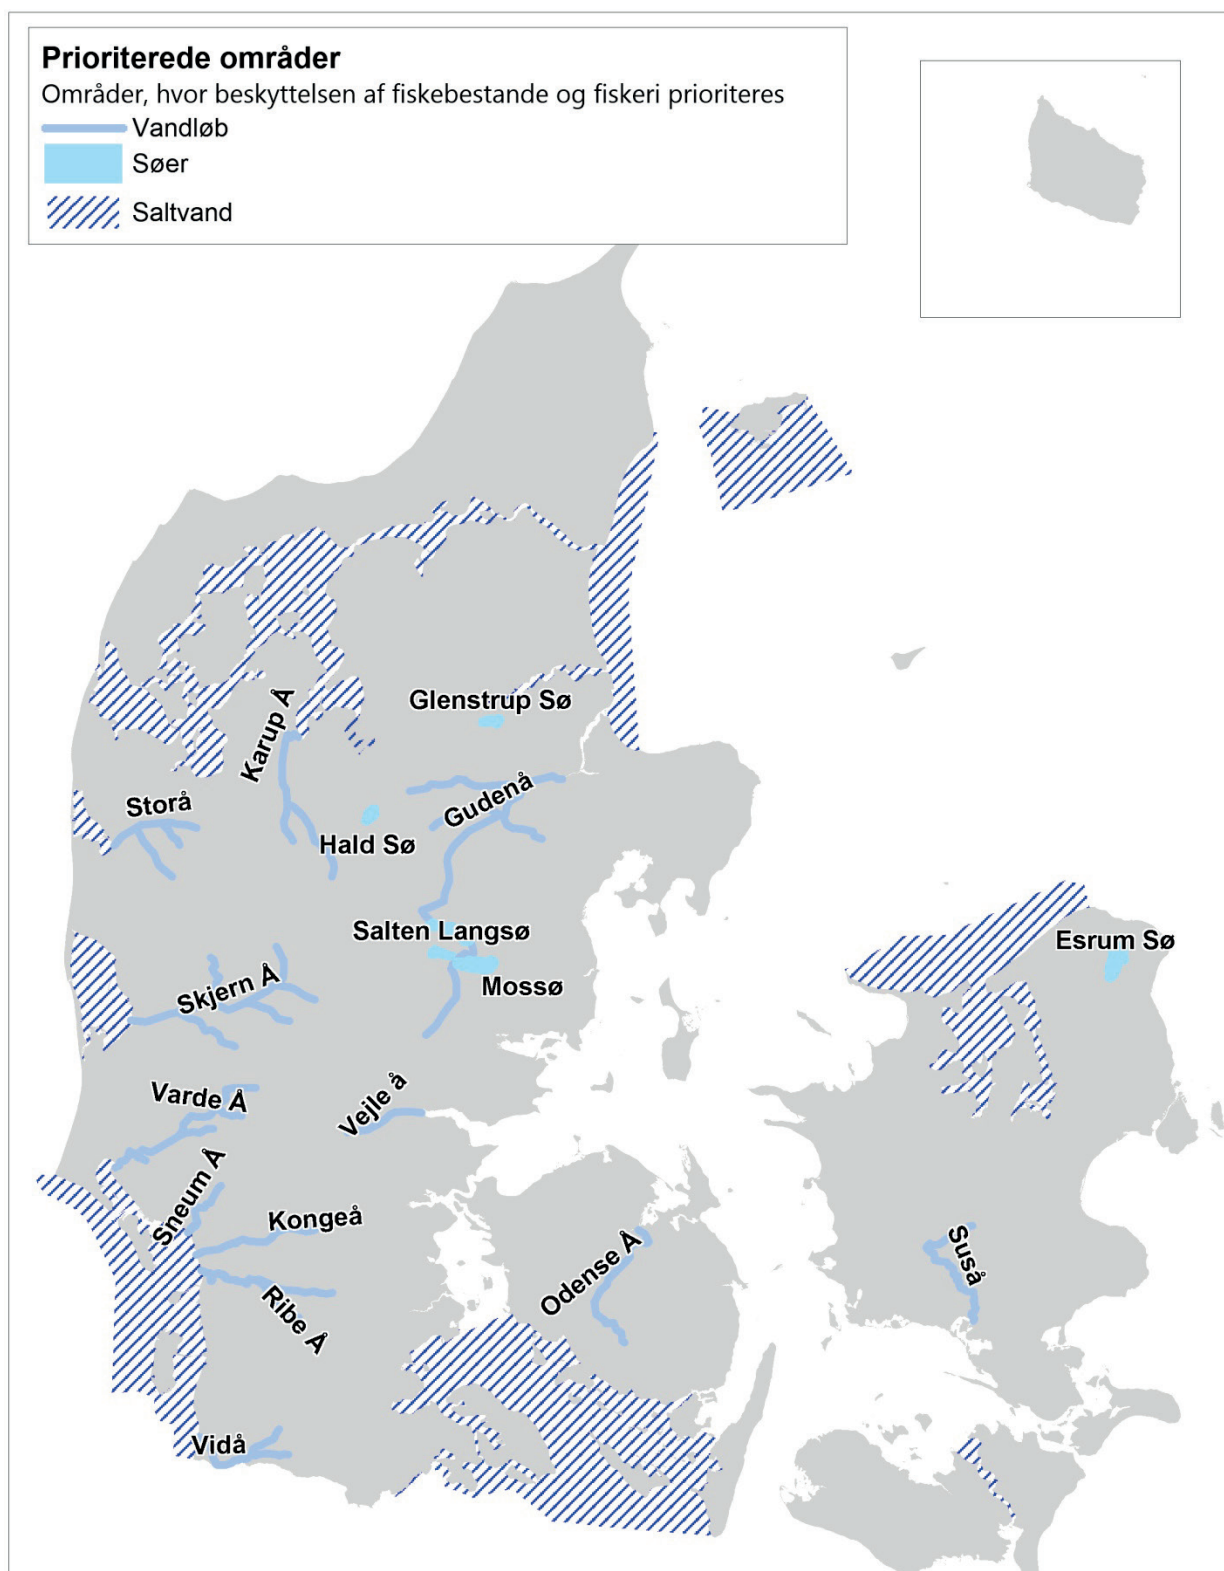 Prioriterede områder
Områder, hvor beskyttelsen af fiskebestande og fiskeri prioriteres
Vandløb
Søer
Saltvand
Glenstrup Sø
Karup Å
Storå
Gudenå
Hald Sø
Salten Langsø
Esrum Sø
Skjern Å
Mossø
Varde Å
Vejle å
Sneum Å
Kongeå
Odense Å
Suså
Ribe Å
Vidå